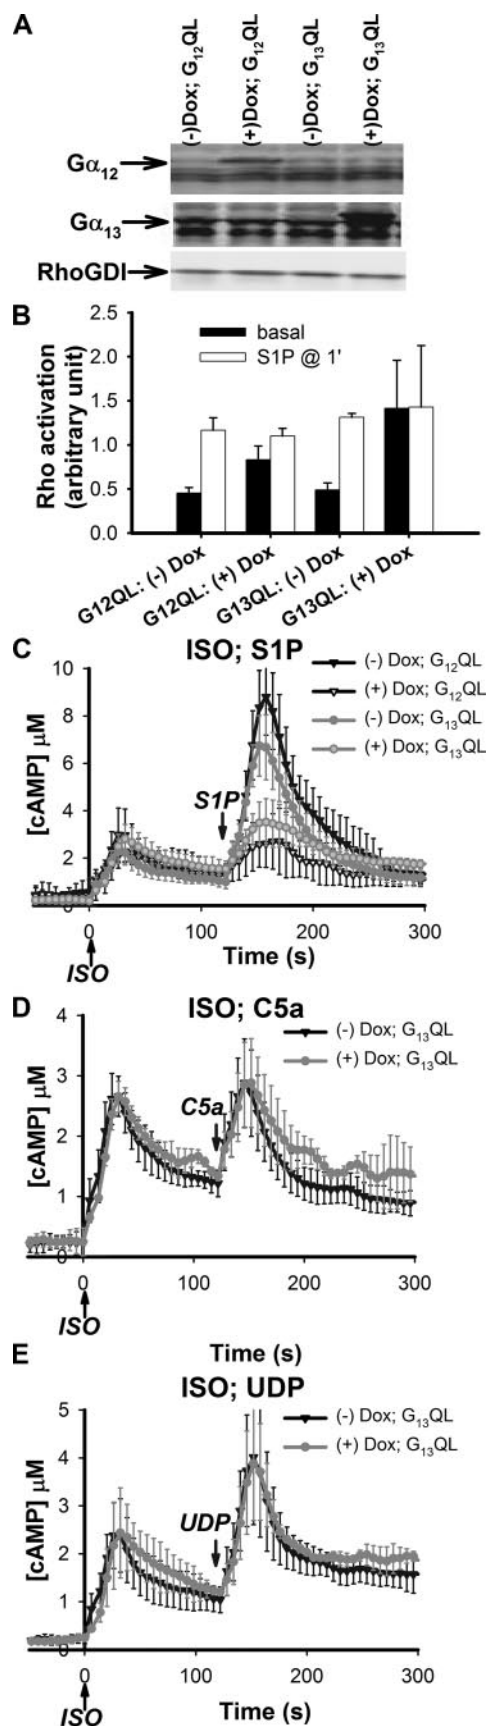 A
(-)Dox; G₁₂QL
(+)Dox; G₁₂QL
(-)Dox; G₁₃QL
(+)Dox; G₁₃QL
Gα₁₂
Gα₁₃
RhoGDI
B
Rho activation
(arbitrary unit)
2.5
2.0
1.5
1.0
0.5
0.0
basal
S1P @ 1'
G12QL: (-) Dox
G12QL: (+) Dox
G13QL: (-) Dox
G13QL: (+) Dox
C
ISO; S1P
(-) Dox; G₁₂QL
(+) Dox; G₁₂QL
(-) Dox; G₁₃QL
(+) Dox; G₁₃QL
[cAMP] µM
10
8
6
4
2
0
S1P
0
100
200
300
Time (s)
ISO
D
ISO; C5a
(-) Dox; G₁₃QL
(+) Dox; G₁₃QL
[cAMP] µM
4
3
2
1
0
C5a
0
100
200
300
ISO
Time (s)
E
ISO; UDP
(-) Dox; G₁₃QL
(+) Dox; G₁₃QL
[cAMP] µM
5
4
3
2
1
0
UDP
0
100
200
300
ISO
Time (s)